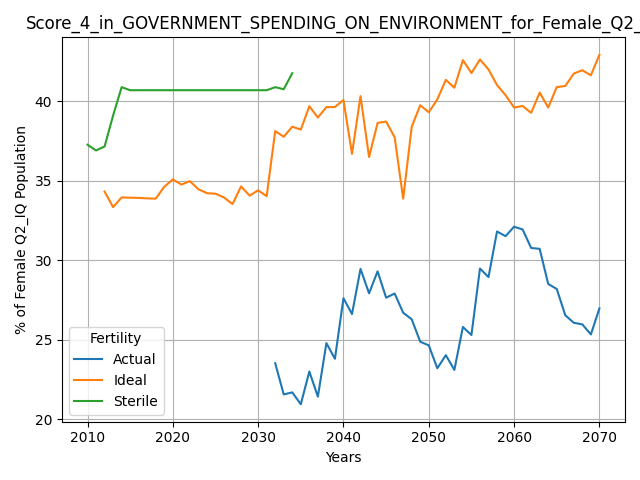 Score_4_in_GOVERNMENT_SPENDING_ON_ENVIRONMENT_for_Female_Q2_
% of Female Q2_IQ Population
40
35
30
25
20
Fertility
Actual
Ideal
Sterile
2010 2020 2030 2040 2050 2060 2070
Years